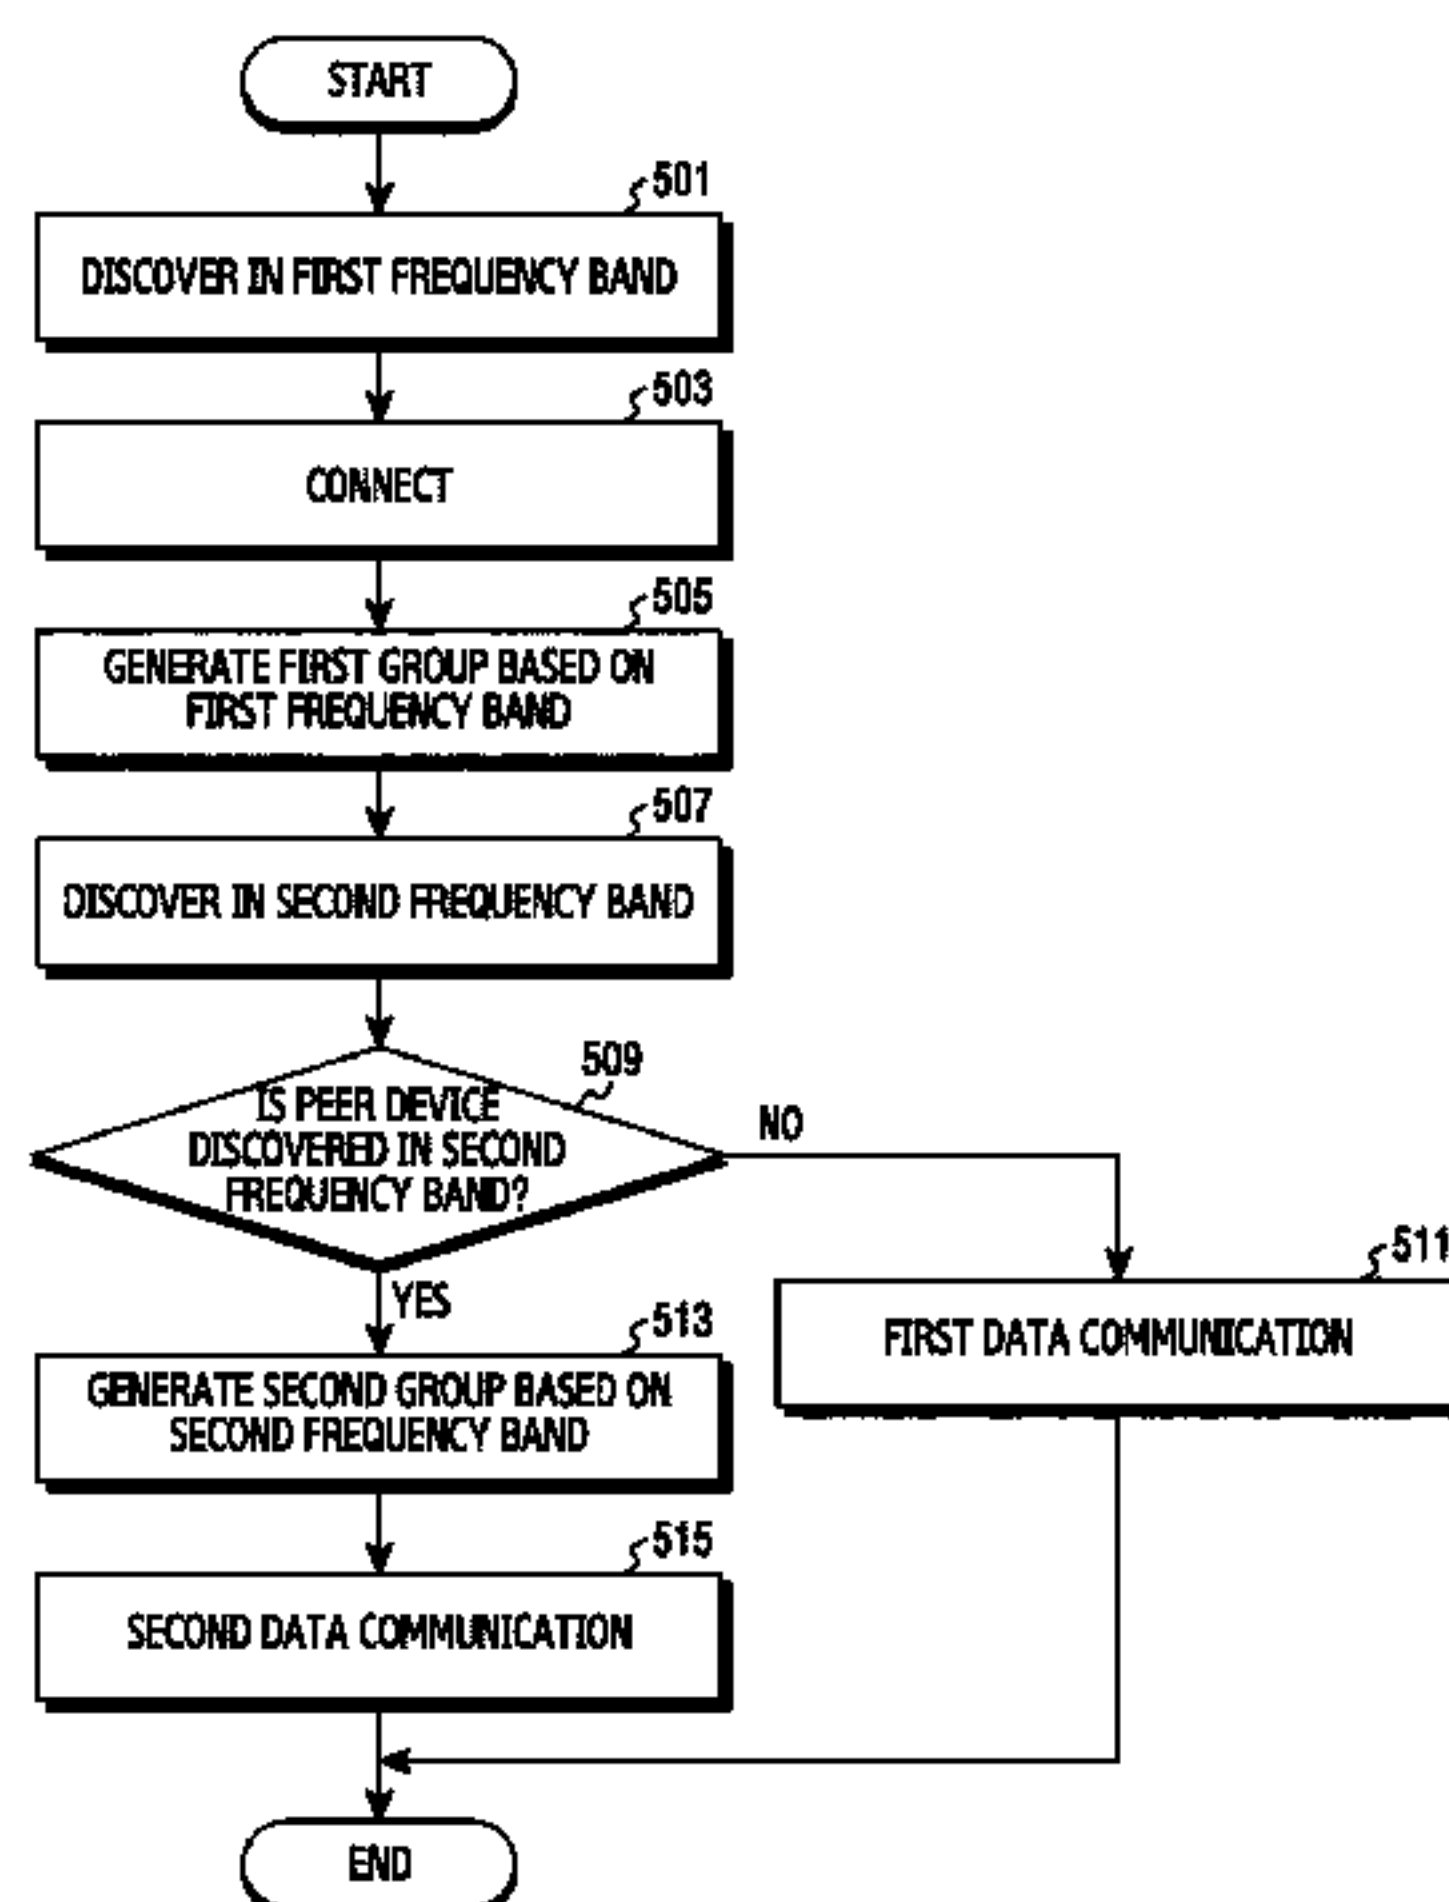 START
501
DISCOVER IN FIRST FREQUENCY BAND
503
CONNECT
505
GENERATE FIRST GROUP BASED ON
FIRST FREQUENCY BAND
507
DISCOVER IN SECOND FREQUENCY BAND
509
IS PEER DEVICE
DISCOVERED IN SECOND
FREQUENCY BAND?
NO
511
FIRST DATA COMMUNICATION
YES
513
GENERATE SECOND GROUP BASED ON
SECOND FREQUENCY BAND
515
SECOND DATA COMMUNICATION
END